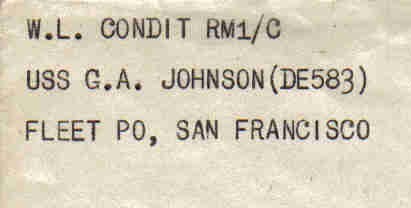 W.L. CONDIT RM1/C
USS G.A. JOHNSON(DE583)
FLEET PO, SAN FRANCISCO